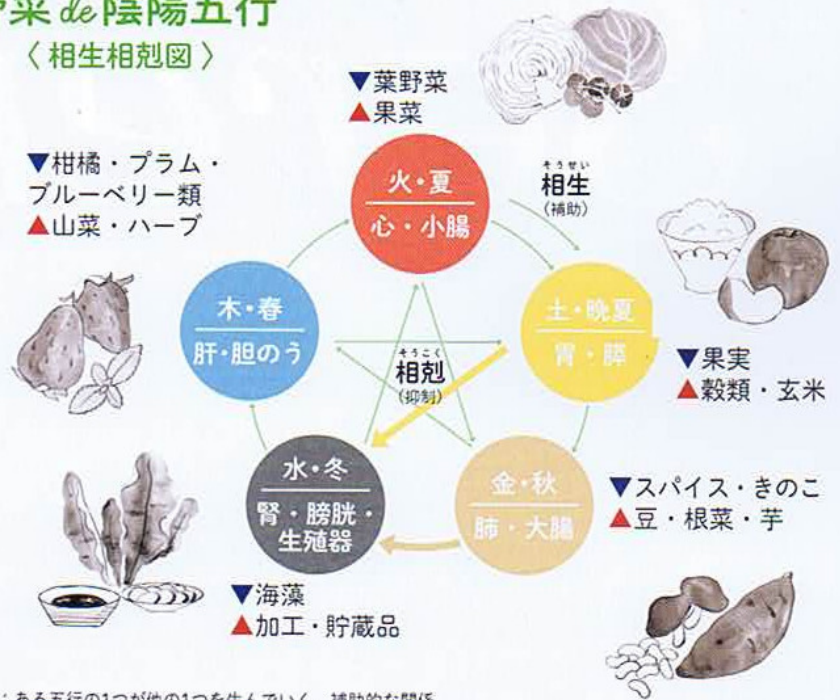 菜 de 陰陽五行
〈 相生相剋図 〉
▼葉野菜
▲果菜
▼柑橘・プラム・
ブルーベリー類
▲山菜・ハーブ
火・夏
心・小腸
そうせい
相生
(補助)
木・春
肝・胆のう
土・晩夏
胃・脾
そうこく
相剋
(抑制)
▼果実
▲穀類・玄米
水・冬
腎・膀胱・
生殖器
金・秋
肺・大腸
▼スパイス・きのこ
▲豆・根菜・芋
▼海藻
▲加工・貯蔵品
：ある五行の1つが他の1つを生んでいく、補助的な関係